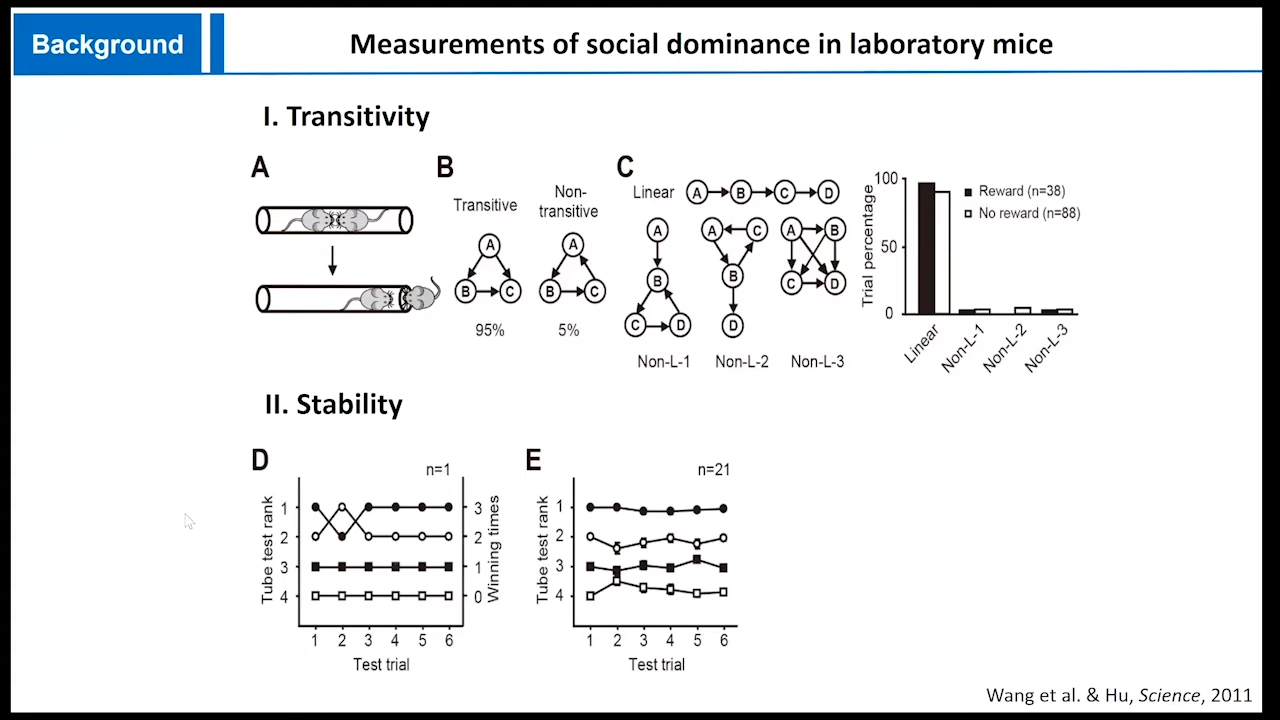 Background
Measurements of social dominance in laboratory mice
I. Transitivity
A
B
Transitive
Non-
transitive
A
B
C
A
B
C
95%
5%
C
Linear
A
B
C
D
A
B
C
D
Non-L-1
A
C
B
D
Non-L-2
A
B
C
D
Non-L-3
Trial percentage
100
50
0
Reward (n=38)
No reward (n=88)
Linear
Non-L-1
Non-L-2
Non-L-3
II. Stability
D
n=1
Tube test rank
1
2
3
4
3
2
1
0
Winning times
1 2 3 4 5 6
Test trial
E
n=21
Tube test rank
1
2
3
4
1 2 3 4 5 6
Test trial
Wang et al. & Hu, Science, 2011